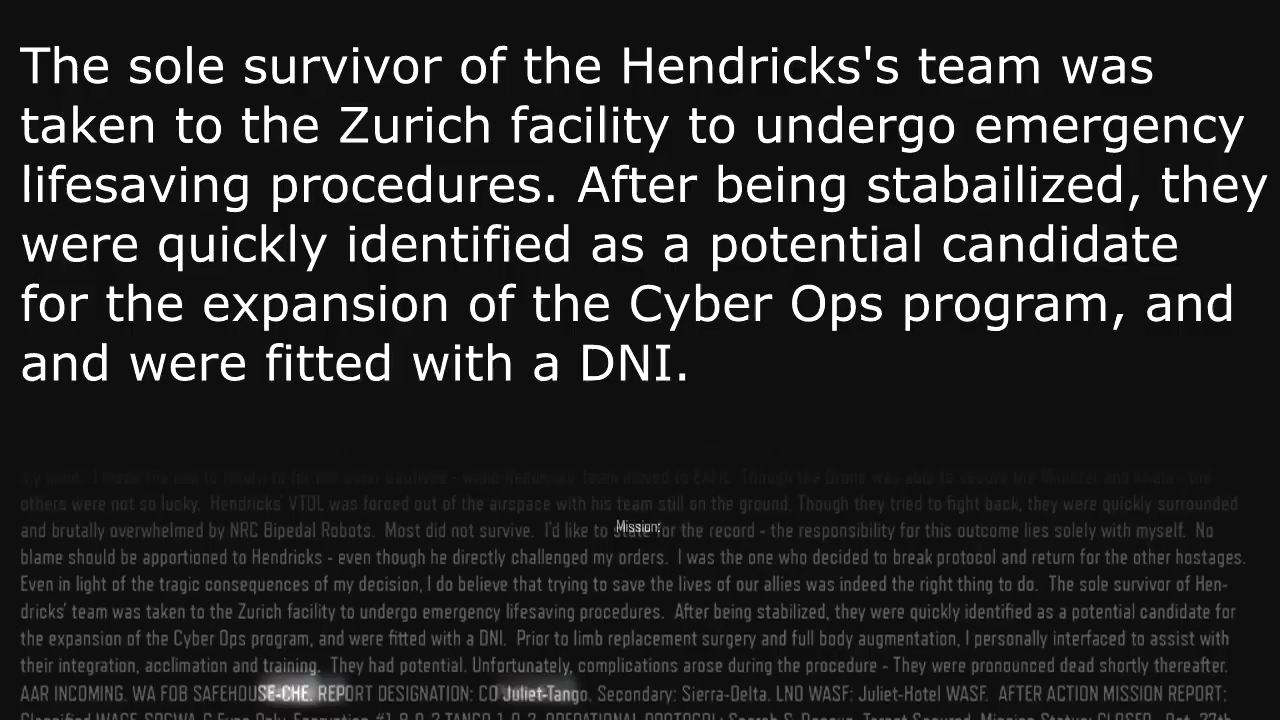 The sole survivor of the Hendricks's team was
taken to the Zurich facility to undergo emergency
lifesaving procedures. After being stabailized, they
were quickly identified as a potential candidate
for the expansion of the Cyber Ops program, and
and were fitted with a DNI.
others were not so lucky. Hendricks' VTOL was forced out of the airspace with his team still on the ground. Though they tried to fight back, they were quickly surrounded
and brutally overwhelmed by NRC Bipedal Robots. Most did not survive. I'd like to state for the record - the responsibility for this outcome lies solely with myself. No
Mission:
blame should be apportioned to Hendricks - even though he directly challenged my orders. I was the one who decided to break protocol and return for the other hostages.
Even in light of the tragic consequences of my decision, I do believe that trying to save the lives of our allies was indeed the right thing to do. The sole survivor of Hen-
dricks' team was taken to the Zurich facility to undergo emergency lifesaving procedures. After being stabilized, they were quickly identified as a potential candidate for
the expansion of the Cyber Ops program, and were fitted with a DNI. Prior to limb replacement surgery and full body augmentation, I personally interfaced to assist with
their integration, acclimation and training. They had potential. Unfortunately, complications arose during the procedure - They were pronounced dead shortly thereafter.
AAR INCOMING. WA FOB SAFEHOUSE-CHE. REPORT DESIGNATION: CO Juliet-Tango. Secondary: Sierra-Delta. LNO WASF: Juliet-Hotel WASF. AFTER ACTION MISSION REPORT: